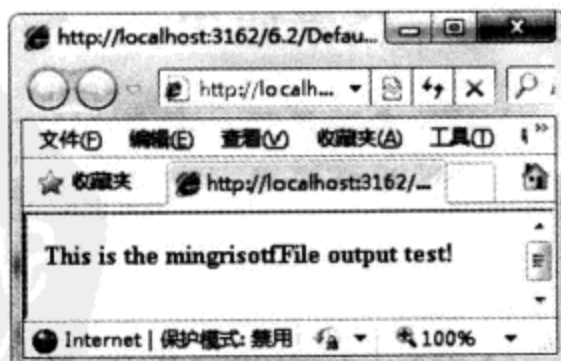 http://localhost:3162/6.2/Defau...
http://localh...
文件(F) 编辑(E) 查看(V) 收藏夹(A) 工具(T)
收藏夹 http://localhost:3162/...
This is the mingrisotfFile output test!
Internet | 保护模式: 禁用 100%